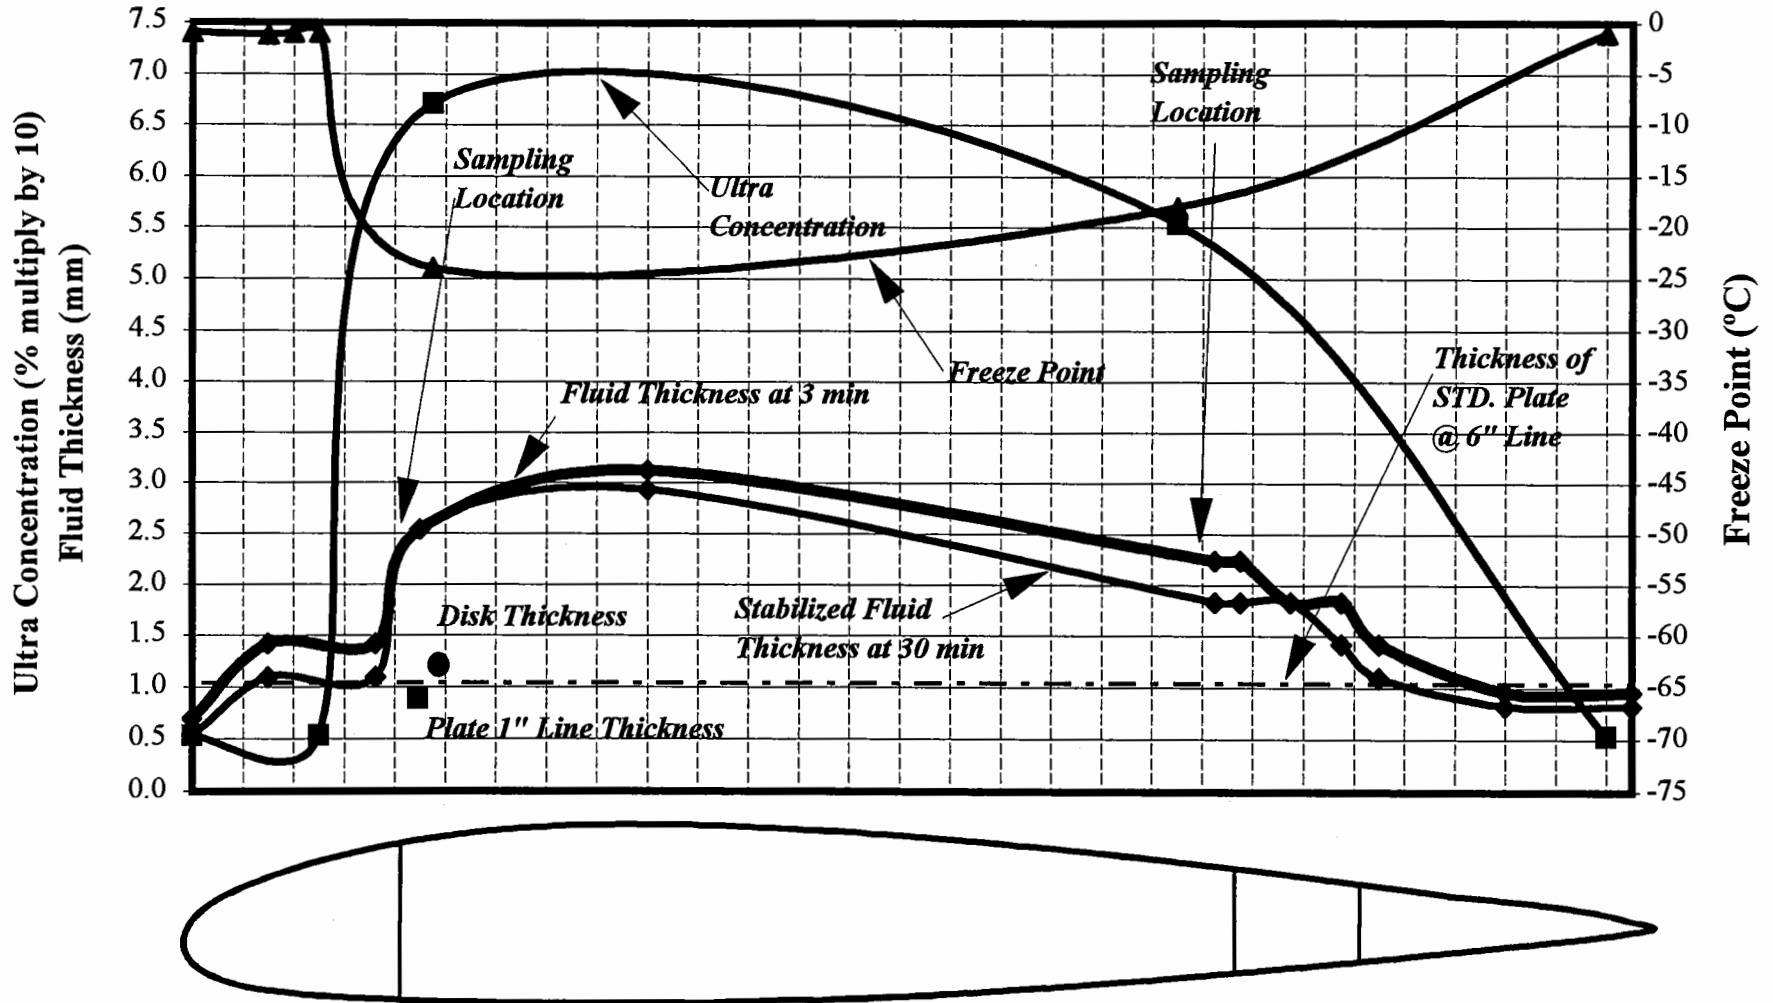 Ultra Concentration (% multiply by 10)
Fluid Thickness (mm)
7.5
7.0
6.5
6.0
5.5
5.0
4.5
4.0
3.5
3.0
2.5
2.0
1.5
1.0
0.5
0.0
Sampling
Location
Ultra
Concentration
Sampling
Location
Freeze Point
Fluid Thickness at 3 min
Thickness of
STD. Plate
@ 6" Line
Disk Thickness
Stabilized Fluid
Thickness at 30 min
Plate 1" Line Thickness
0
-5
-10
-15
-20
-25
-30
-35
-40
-45
-50
-55
-60
-65
-70
-75
Freeze Point (ºC)